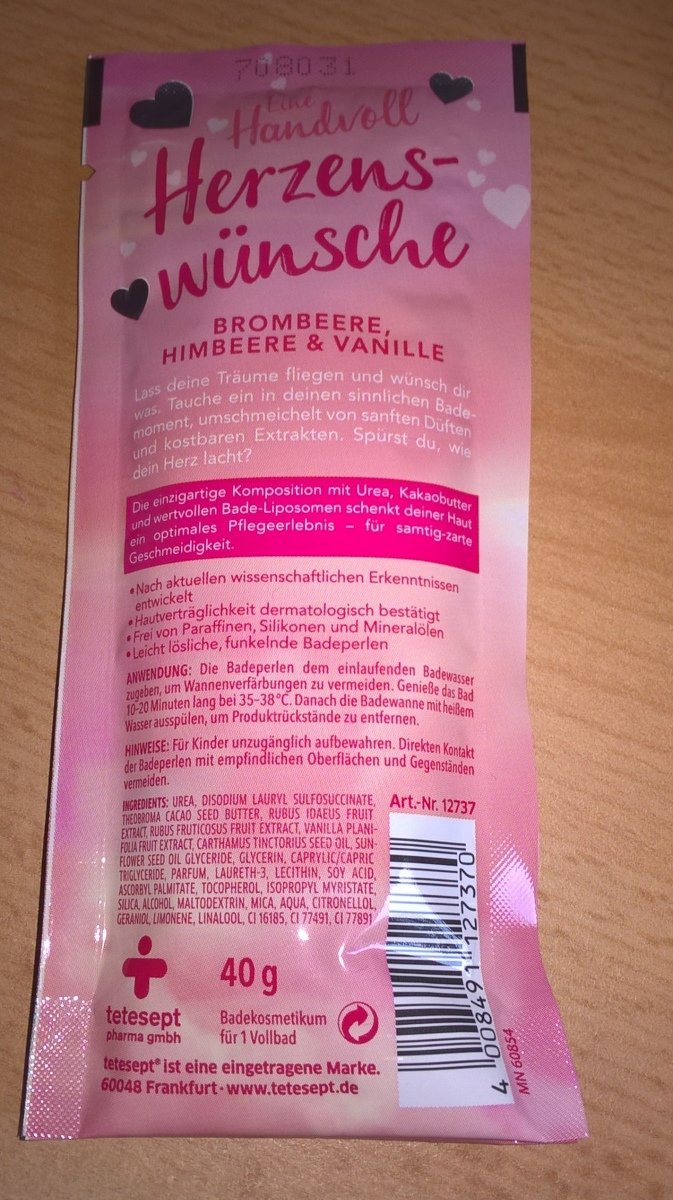 708031
Eine
Handvoll
Herzens-
wünsche
BROMBEERE,
HIMBEERE & VANILLE
Lass deine Träume fliegen und wünsch dir
was. Tauche ein in deinen sinnlichen Bade-
moment, umschmeichelt von sanften Düften
und kostbaren Extrakten. Spürst du, wie
dein Herz lacht?
Die einzigartige Komposition mit Urea, Kakaobutter
und wertvollen Bade-Liposomen schenkt deiner Haut
ein optimales Pflegeerlebnis – für samtig-zarte
Geschmeidigkeit.
• Nach aktuellen wissenschaftlichen Erkenntnissen
entwickelt
• Hautverträglichkeit dermatologisch bestätigt
• Frei von Paraffinen, Silikonen und Mineralölen
• Leicht lösliche, funkelnde Badeperlen
ANWENDUNG: Die Badeperlen dem einlaufenden Badewasser
zugeben, um Wannenverfärbungen zu vermeiden. Genieße das Bad
10-20 Minuten lang bei 35–38°C. Danach die Badewanne mit heißem
Wasser ausspülen, um Produktrückstände zu entfernen.
HINWEISE: Für Kinder unzugänglich aufbewahren. Direkten Kontakt
der Badeperlen mit empfindlichen Oberflächen und Gegenständen
vermeiden.
INGREDIENTS: UREA, DISODIUM LAURYL SULFOSUCCINATE,
THEOBROMA CACAO SEED BUTTER, RUBUS IDAEUS FRUIT
EXTRACT, RUBUS FRUTICOSUS FRUIT EXTRACT, VANILLA PLANI-
FOLIA FRUIT EXTRACT, CARTHAMUS TINCTORIUS SEED OIL, SUN-
FLOWER SEED OIL GLYCERIDE, GLYCERIN, CAPRYLIC/CAPRIC
TRIGLYCERIDE, PARFUM, LAURETH-3, LECITHIN, SOY ACID,
ASCORBYL PALMITATE, TOCOPHEROL, ISOPROPYL MYRISTATE,
SILICA, ALCOHOL, MALTODEXTRIN, MICA, AQUA, CITRONELLOL,
GERANIOL, LIMONENE, LINALOOL, CI 16185, CI 77491, CI 77891
Art.-Nr. 12737
4 008491 127370
MN 60854
40 g
tetesept
pharma gmbh
Badekosmetikum
für 1 Vollbad
tetesept® ist eine eingetragene Marke.
60048 Frankfurt · www.tetesept.de